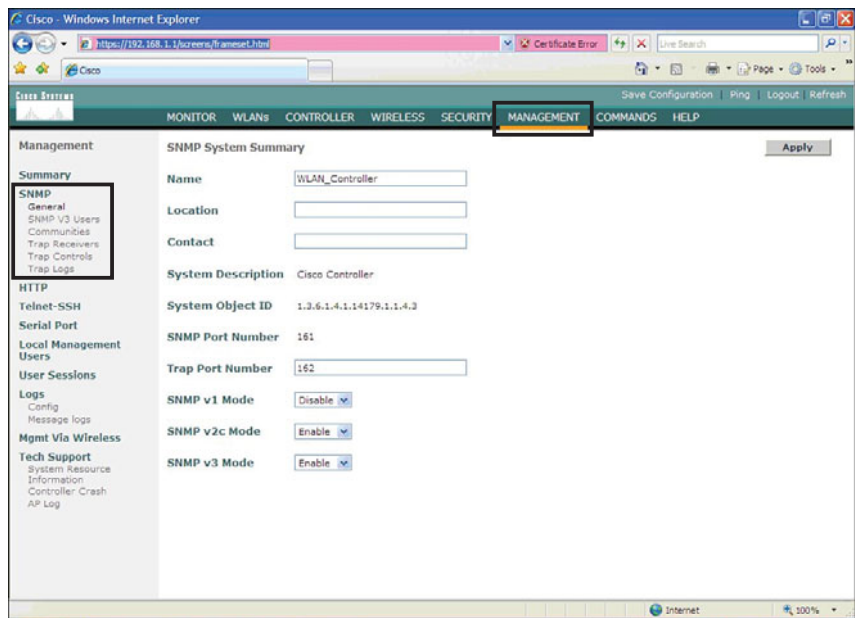 Cisco - Windows Internet Explorer
https://192.168.1.1/screens/frameset.html
Certificate Error
Live Search
Cisco
Page
Tools
Cisco Systems
Save Configuration | Ping | Logout | Refresh
MONITOR WLANs CONTROLLER WIRELESS SECURITY MANAGEMENT COMMANDS HELP
Management
Summary
SNMP
General
SNMP V3 Users
Communities
Trap Receivers
Trap Controls
Trap Logs
HTTP
Telnet-SSH
Serial Port
Local Management
Users
User Sessions
Logs
Config
Message logs
Mgmt Via Wireless
Tech Support
System Resource
Information
Controller Crash
AP Log
SNMP System Summary
Apply
Name WLAN_Controller
Location
Contact
System Description Cisco Controller
System Object ID 1.3.6.1.4.1.14179.1.1.4.3
SNMP Port Number 161
Trap Port Number 162
SNMP v1 Mode Disable
SNMP v2c Mode Enable
SNMP v3 Mode Enable
Internet
100%